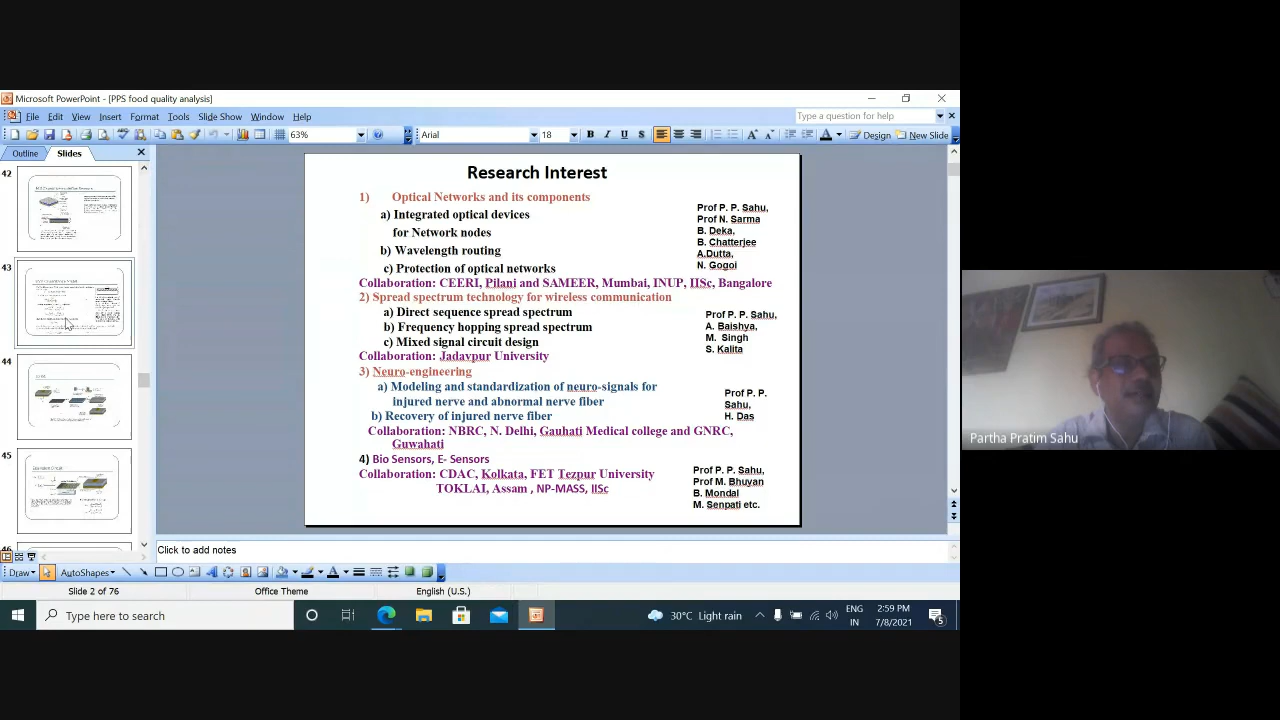 Microsoft PowerPoint - [PPS food quality analysis]
File Edit View Insert Format Tools Slide Show Window Help
Type a question for help
63%
Arial
18
B I U S
Design
New Slide
Outline
Slides
42
43
44
45
46
Research Interest
1) Optical Networks and its components
a) Integrated optical devices
for Network nodes
b) Wavelength routing
c) Protection of optical networks
Prof P. P. Sahu,
Prof N. Sarma
B. Deka,
B. Chatterjee
A.Dutta,
N. Gogoi
Collaboration: CEERI, Pilani and SAMEER, Mumbai, INUP, IISc, Bangalore
2) Spread spectrum technology for wireless communication
a) Direct sequence spread spectrum
b) Frequency hopping spread spectrum
c) Mixed signal circuit design
Prof P. P. Sahu,
A. Baishya,
M. Singh
S. Kalita
Collaboration: Jadavpur University
3) Neuro-engineering
a) Modeling and standardization of neuro-signals for
injured nerve and abnormal nerve fiber
b) Recovery of injured nerve fiber
Prof P. P.
Sahu,
H. Das
Collaboration: NBRC, N. Delhi, Gauhati Medical college and GNRC,
Guwahati
4) Bio Sensors, E- Sensors
Collaboration: CDAC, Kolkata, FET Tezpur University
TOKLAI, Assam , NP-MASS, IISc
Prof P. P. Sahu,
Prof M. Bhuyan
B. Mondal
M. Senpati etc.
Click to add notes
Draw
AutoShapes
Slide 2 of 76
Office Theme
English (U.S.)
Type here to search
30°C Light rain
ENG
IN
2:59 PM
7/8/2021
5
Partha Pratim Sahu